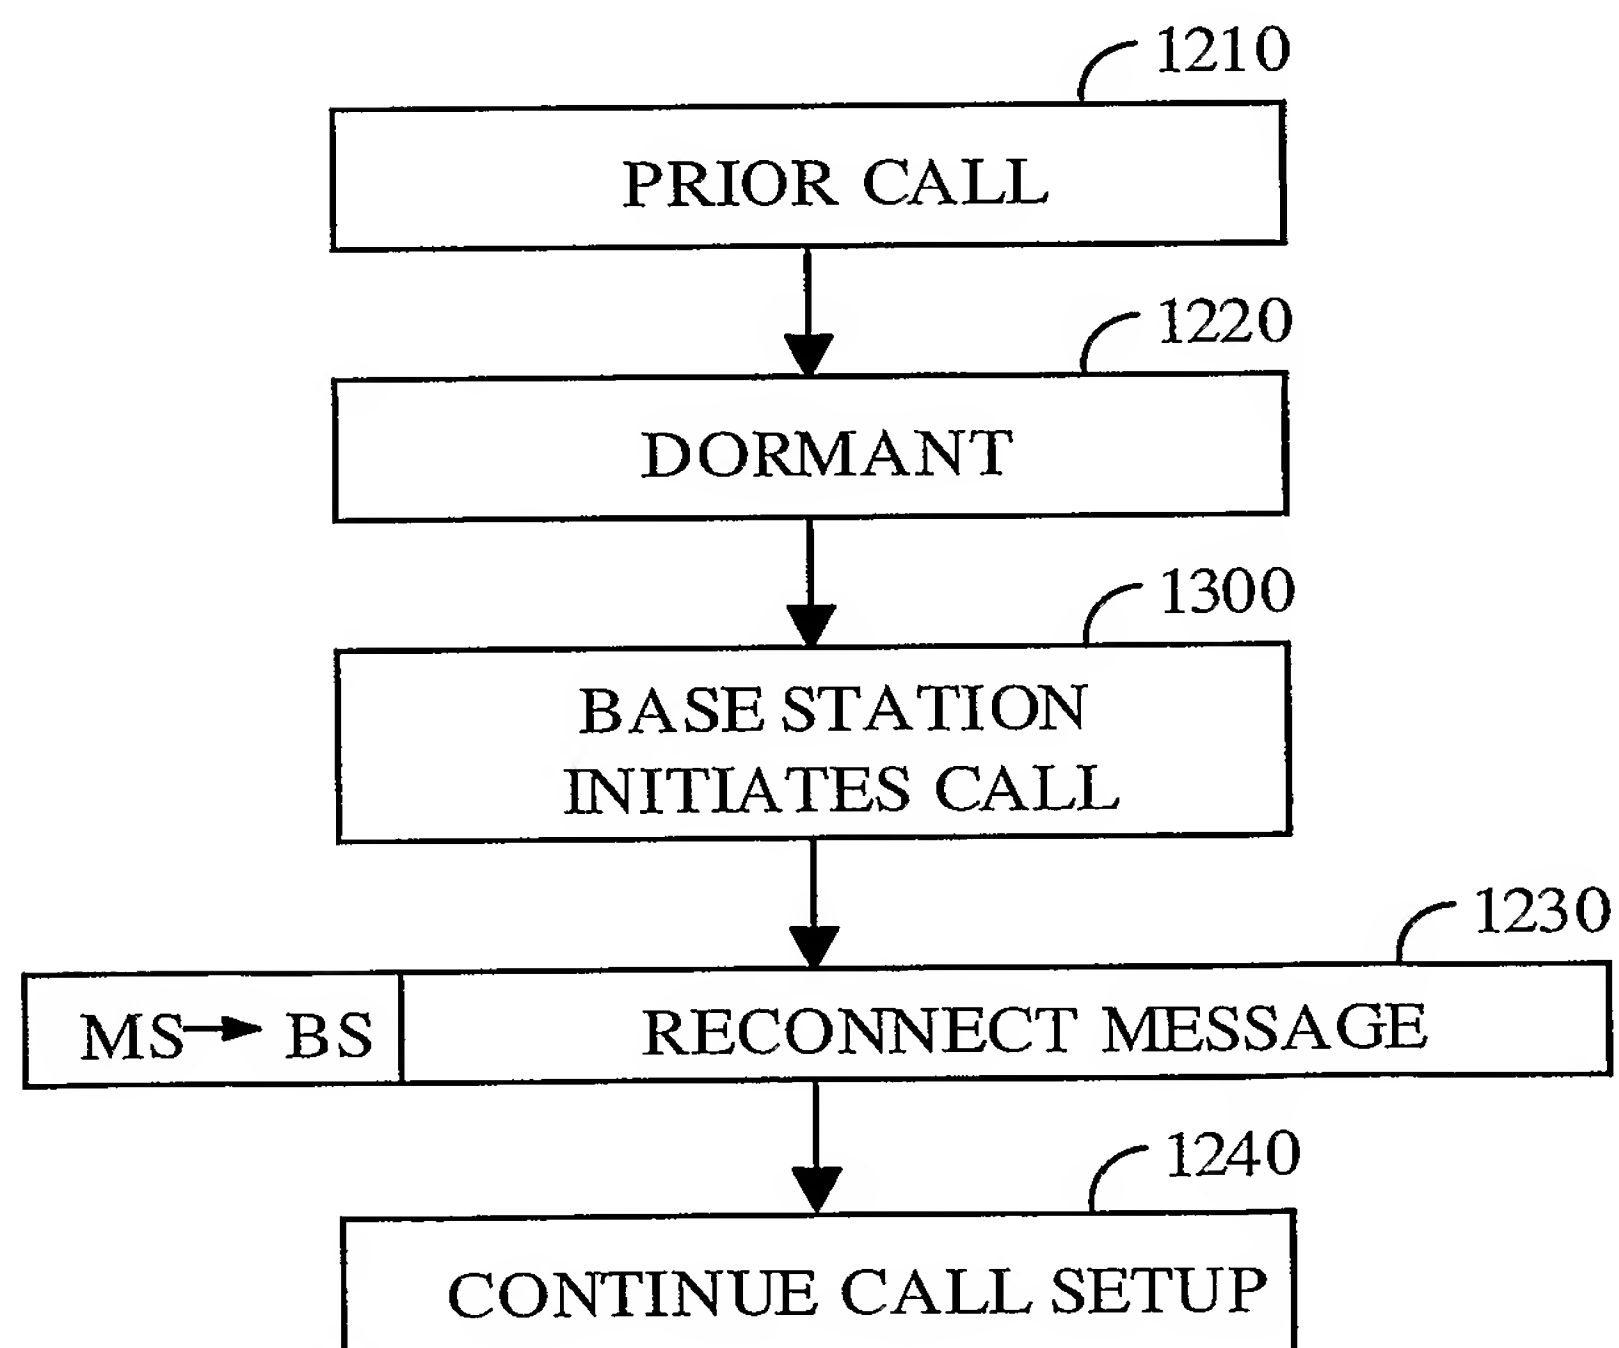 1210
PRIOR CALL
1220
DORMANT
1300
BASE STATION
INITIATES CALL
1230
MS→ BS RECONNECT MESSAGE
1240
CONTINUE CALL SETUP